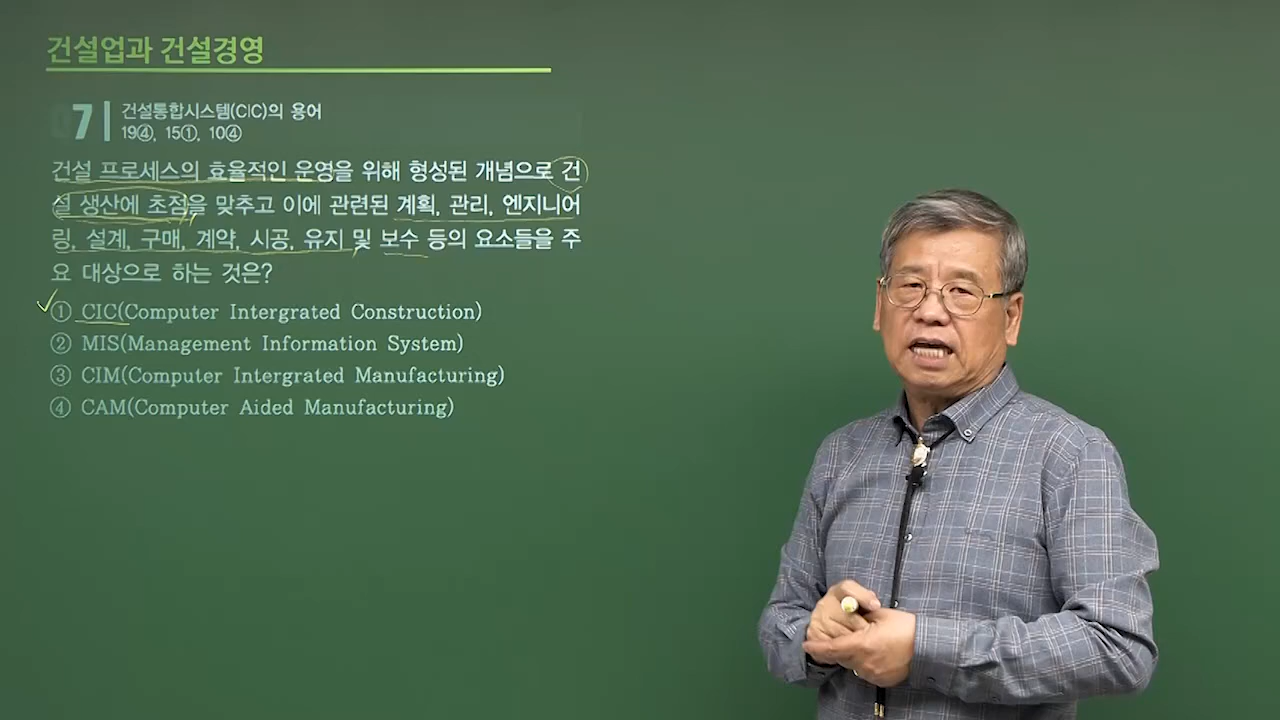 건설업과 건설경영
07 건설통합시스템(CIC)의 용어
19④, 15①, 10④
건설 프로세스의 효율적인 운영을 위해 형성된 개념으로 건
설 생산에 초점을 맞추고 이에 관련된 계획, 관리, 엔지니어
링, 설계, 구매, 계약, 시공, 유지 및 보수 등의 요소들을 주
요 대상으로 하는 것은?
① CIC(Computer Intergrated Construction)
② MIS(Management Information System)
③ CIM(Computer Intergrated Manufacturing)
④ CAM(Computer Aided Manufacturing)